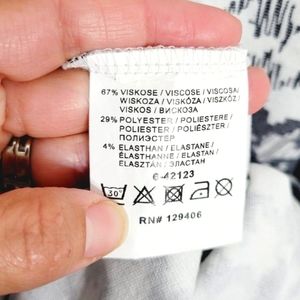 67% VISKOSE / VISCOSE / VISCOSA/
WISKOZA / VISKÓZA / VISZKÓZ /
VISKOS / ВИСКОЗА
29% POLYESTER / POLIESTERE /
POLIESTER / POLIÉSZTER /
ПОЛИЭСТЕР
4% ELASTHAN / ELASTANE /
ÉLASTHANNE / ELASTAN /
ELASZTÁN / ЭЛАСТАН
6-42123
30°
RN# 129406